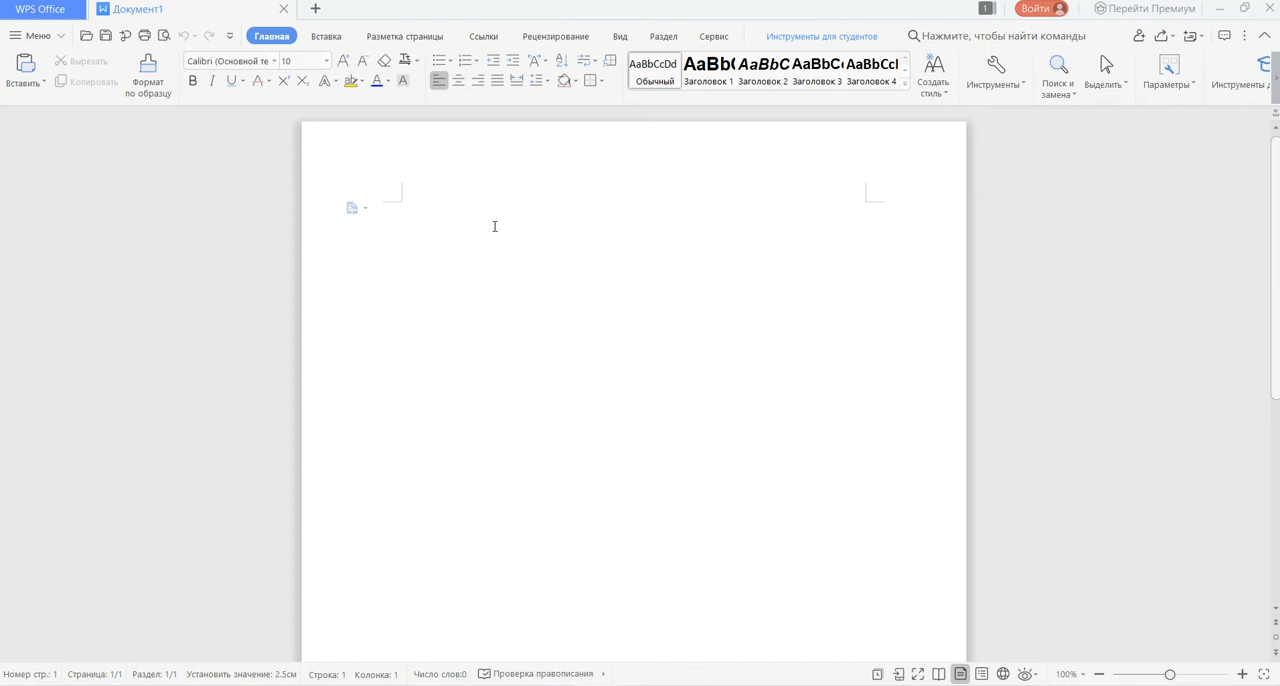 WPS Office
Документ1
1
Войти
Перейти Премиум
Меню
Главная
Вставка
Разметка страницы
Ссылки
Рецензирование
Вид
Раздел
Сервис
Инструменты для студентов
Нажмите, чтобы найти команды
Вставить
Вырезать
Копировать
Формат
по образцу
Calibri (Основной те
10
AaBbCcDd
Обычный
AaBb(
Заголовок 1
AaBbC
Заголовок 2
AaBbC
Заголовок 3
AaBbCcl
Заголовок 4
Создать
стиль
Инструменты
Поиск и
замена
Выделить
Параметры
Инструменты д
Номер стр.: 1
Страница: 1/1
Раздел: 1/1
Установить значение: 2.5см
Строка: 1
Колонка: 1
Число слов:0
Проверка правописания
100%